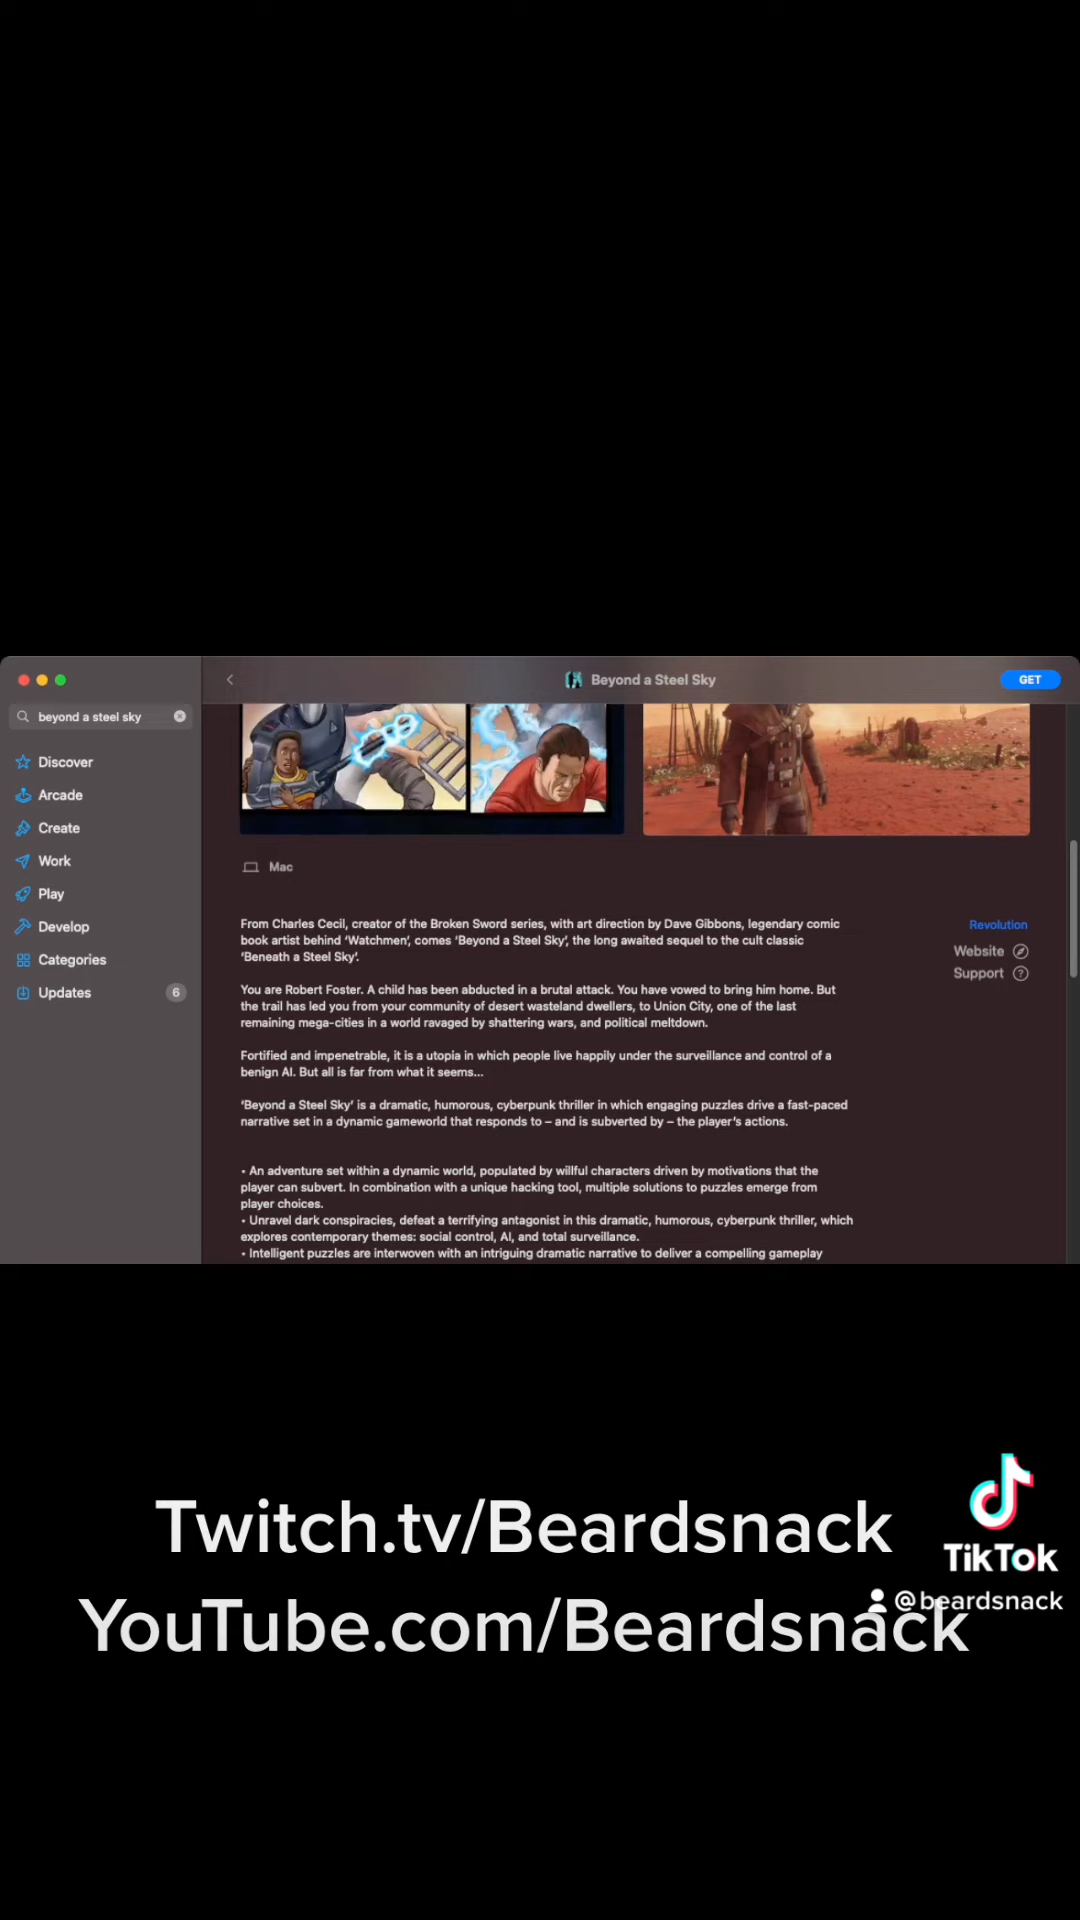 Beyond a Steel Sky
GET
beyond a steel sky
Discover
Arcade
Create
Work
Play
Develop
Categories
Updates
6
Mac
From Charles Cecil, creator of the Broken Sword series, with art direction by Dave Gibbons, legendary comic
book artist behind ‘Watchmen’, comes ‘Beyond a Steel Sky’, the long awaited sequel to the cult classic
‘Beneath a Steel Sky’.
You are Robert Foster. A child has been abducted in a brutal attack. You have vowed to bring him home. But
the trail has led you from your community of desert wasteland dwellers, to Union City, one of the last
remaining mega-cities in a world ravaged by shattering wars, and political meltdown.
Fortified and impenetrable, it is a utopia in which people live happily under the surveillance and control of a
benign AI. But all is far from what it seems...
‘Beyond a Steel Sky’ is a dramatic, humorous, cyberpunk thriller in which engaging puzzles drive a fast-paced
narrative set in a dynamic gameworld that responds to – and is subverted by – the player’s actions.
• An adventure set within a dynamic world, populated by willful characters driven by motivations that the
player can subvert. In combination with a unique hacking tool, multiple solutions to puzzles emerge from
player choices.
• Unravel dark conspiracies, defeat a terrifying antagonist in this dramatic, humorous, cyberpunk thriller, which
explores contemporary themes: social control, AI, and total surveillance.
• Intelligent puzzles are interwoven with an intriguing dramatic narrative to deliver a compelling gameplay
Revolution
Website
Support
?
Twitch.tv/Beardsnack
YouTube.com/Beardsnack
TikTok
@beardsnack